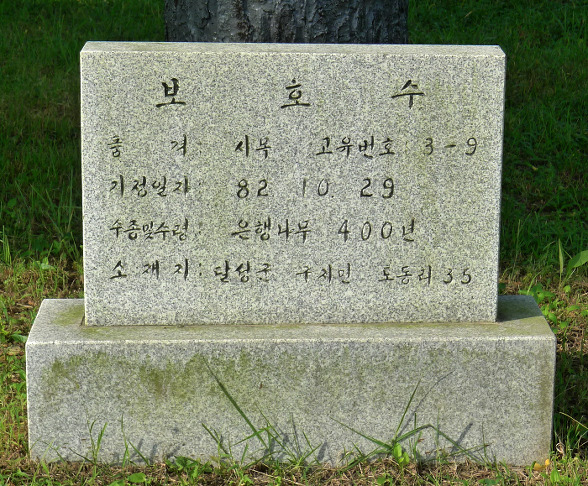 보 호 수
품 격 : 시목 고유번호 : 3-9
지정일자 : 82 10. 29
수종및수령 : 은행나무 400년
소 재 지 : 달성군 구지면 도동리 35